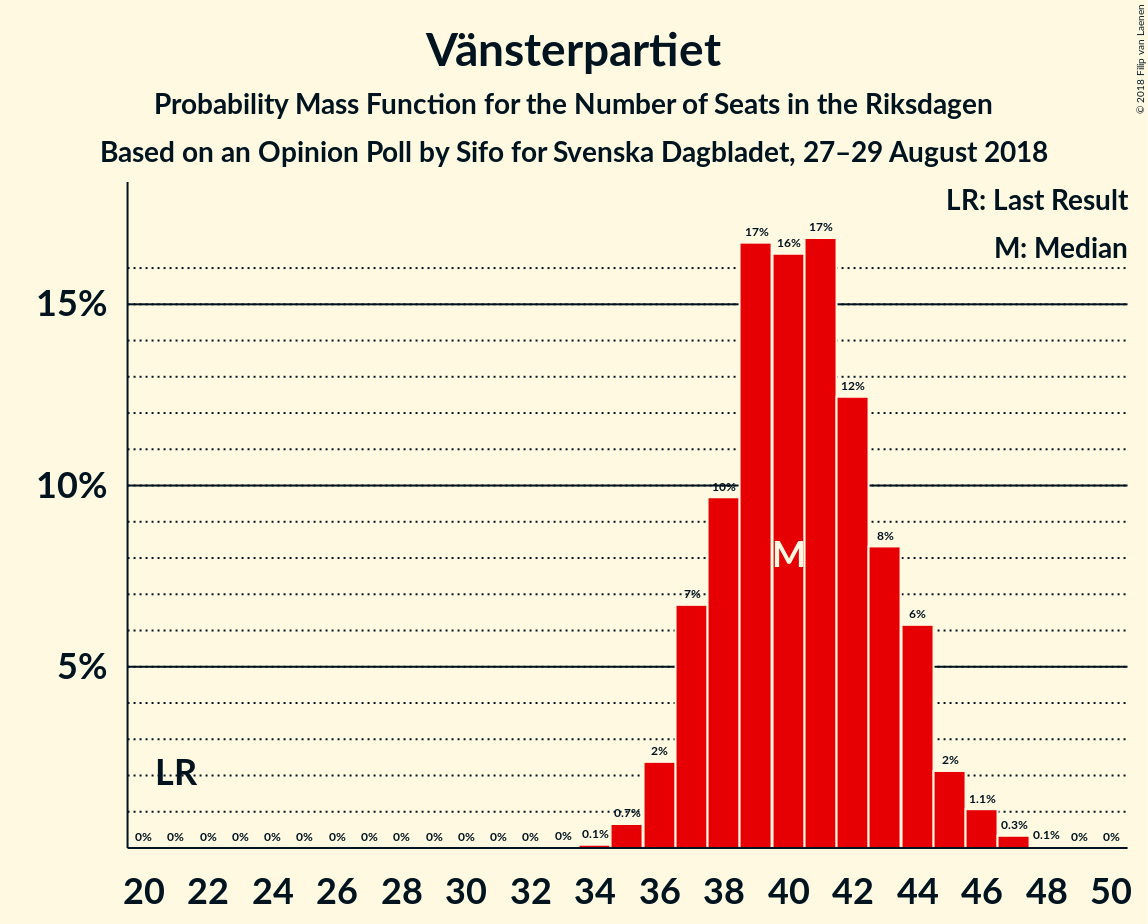 Vänsterpartiet
Probability Mass Function for the Number of Seats in the Riksdagen
Based on an Opinion Poll by Sifo for Svenska Dagbladet, 27–29 August 2018
© 2018 Filip van Laenen
LR: Last Result
M: Median
15%
10%
5%
LR
M
0% 0% 0% 0% 0% 0% 0% 0% 0% 0% 0% 0% 0% 0% 0.1% 0.7% 2% 7% 10% 17% 16% 17% 12% 8% 6% 2% 1.1% 0.3% 0.1% 0% 0%
20 22 24 26 28 30 32 34 36 38 40 42 44 46 48 50